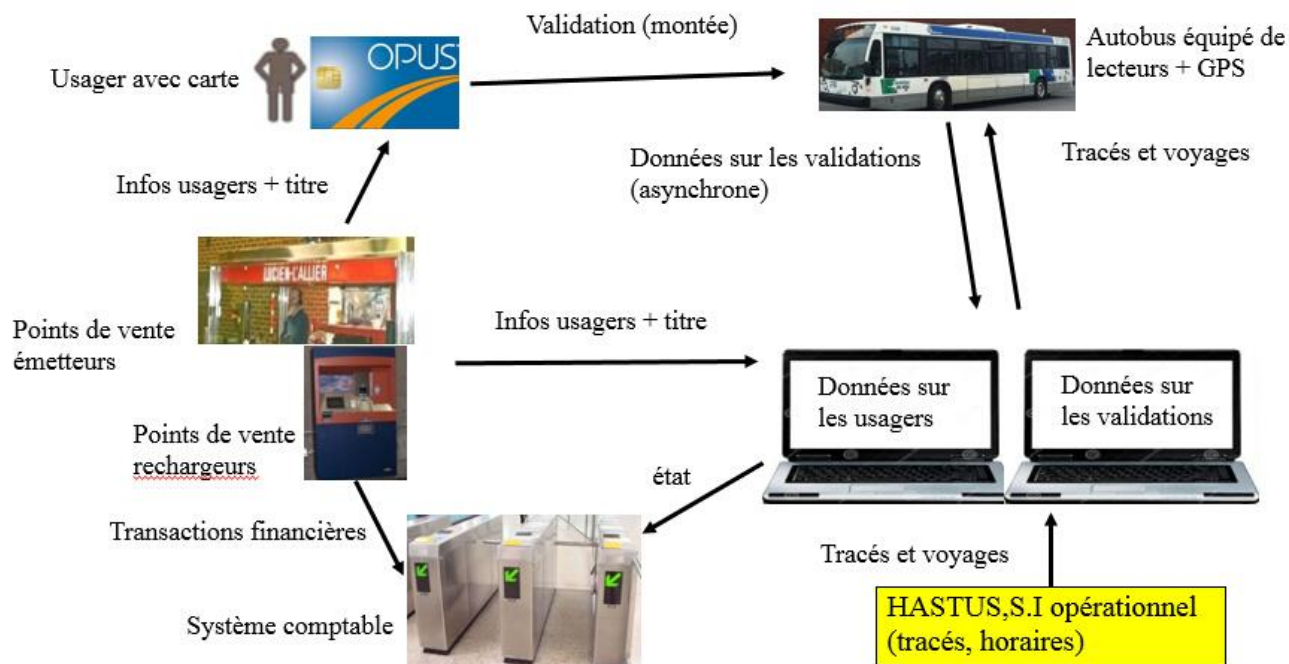 Validation (montée)
OPUS
Usager avec carte
Autobus équipé de
lecteurs + GPS
Données sur les validations
(asynchrone)
Tracés et voyages
Infos usagers + titre
LUCIEN-L'ALLIER
Points de vente
émetteurs
Infos usagers + titre
Données sur
les usagers
Données sur
les validations
Points de vente
rechargeurs
état
Transactions financières
Tracés et voyages
Système comptable
HASTUS,S.I opérationnel
(tracés, horaires)